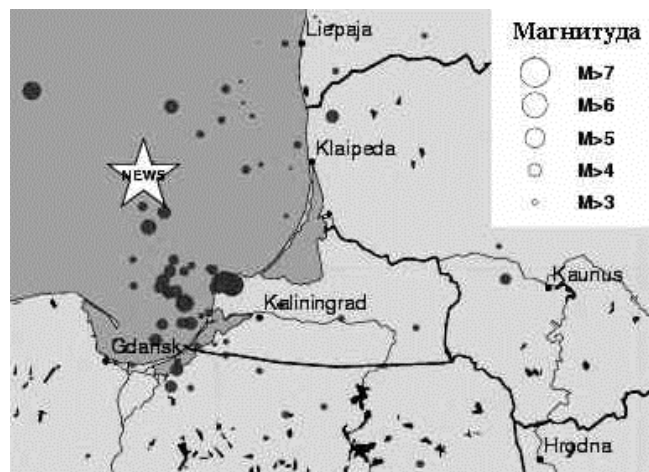 Liepaja
Магнитуда
M>7
M>6
M>5
M>4
M>3
Klaipeda
NEWS
Kaunus
Kaliningrad
Gdansk
Hrodna